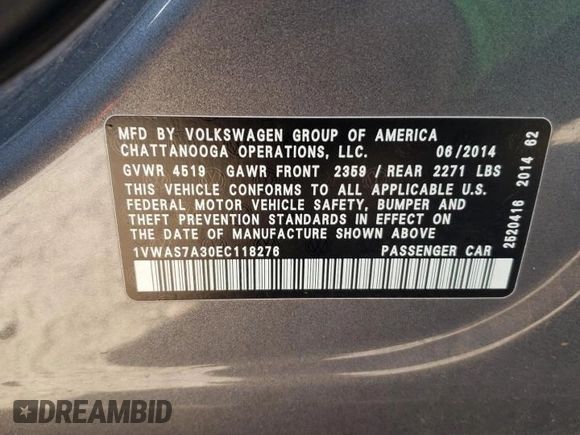 MFD BY VOLKSWAGEN GROUP OF AMERICA
CHATTANOOGA OPERATIONS, LLC. 06/2014
GVWR 4519 GAWR FRONT 2359 / REAR 2271 LBS
THIS VEHICLE CONFORMS TO ALL APPLICABLE U.S.
FEDERAL MOTOR VEHICLE SAFETY, BUMPER AND
THEFT PREVENTION STANDARDS IN EFFECT ON
THE DATE OF MANUFACTURE SHOWN ABOVE
1VWAS7A30EC118276 PASSENGER CAR
2520416 2014 62
DREAMBID